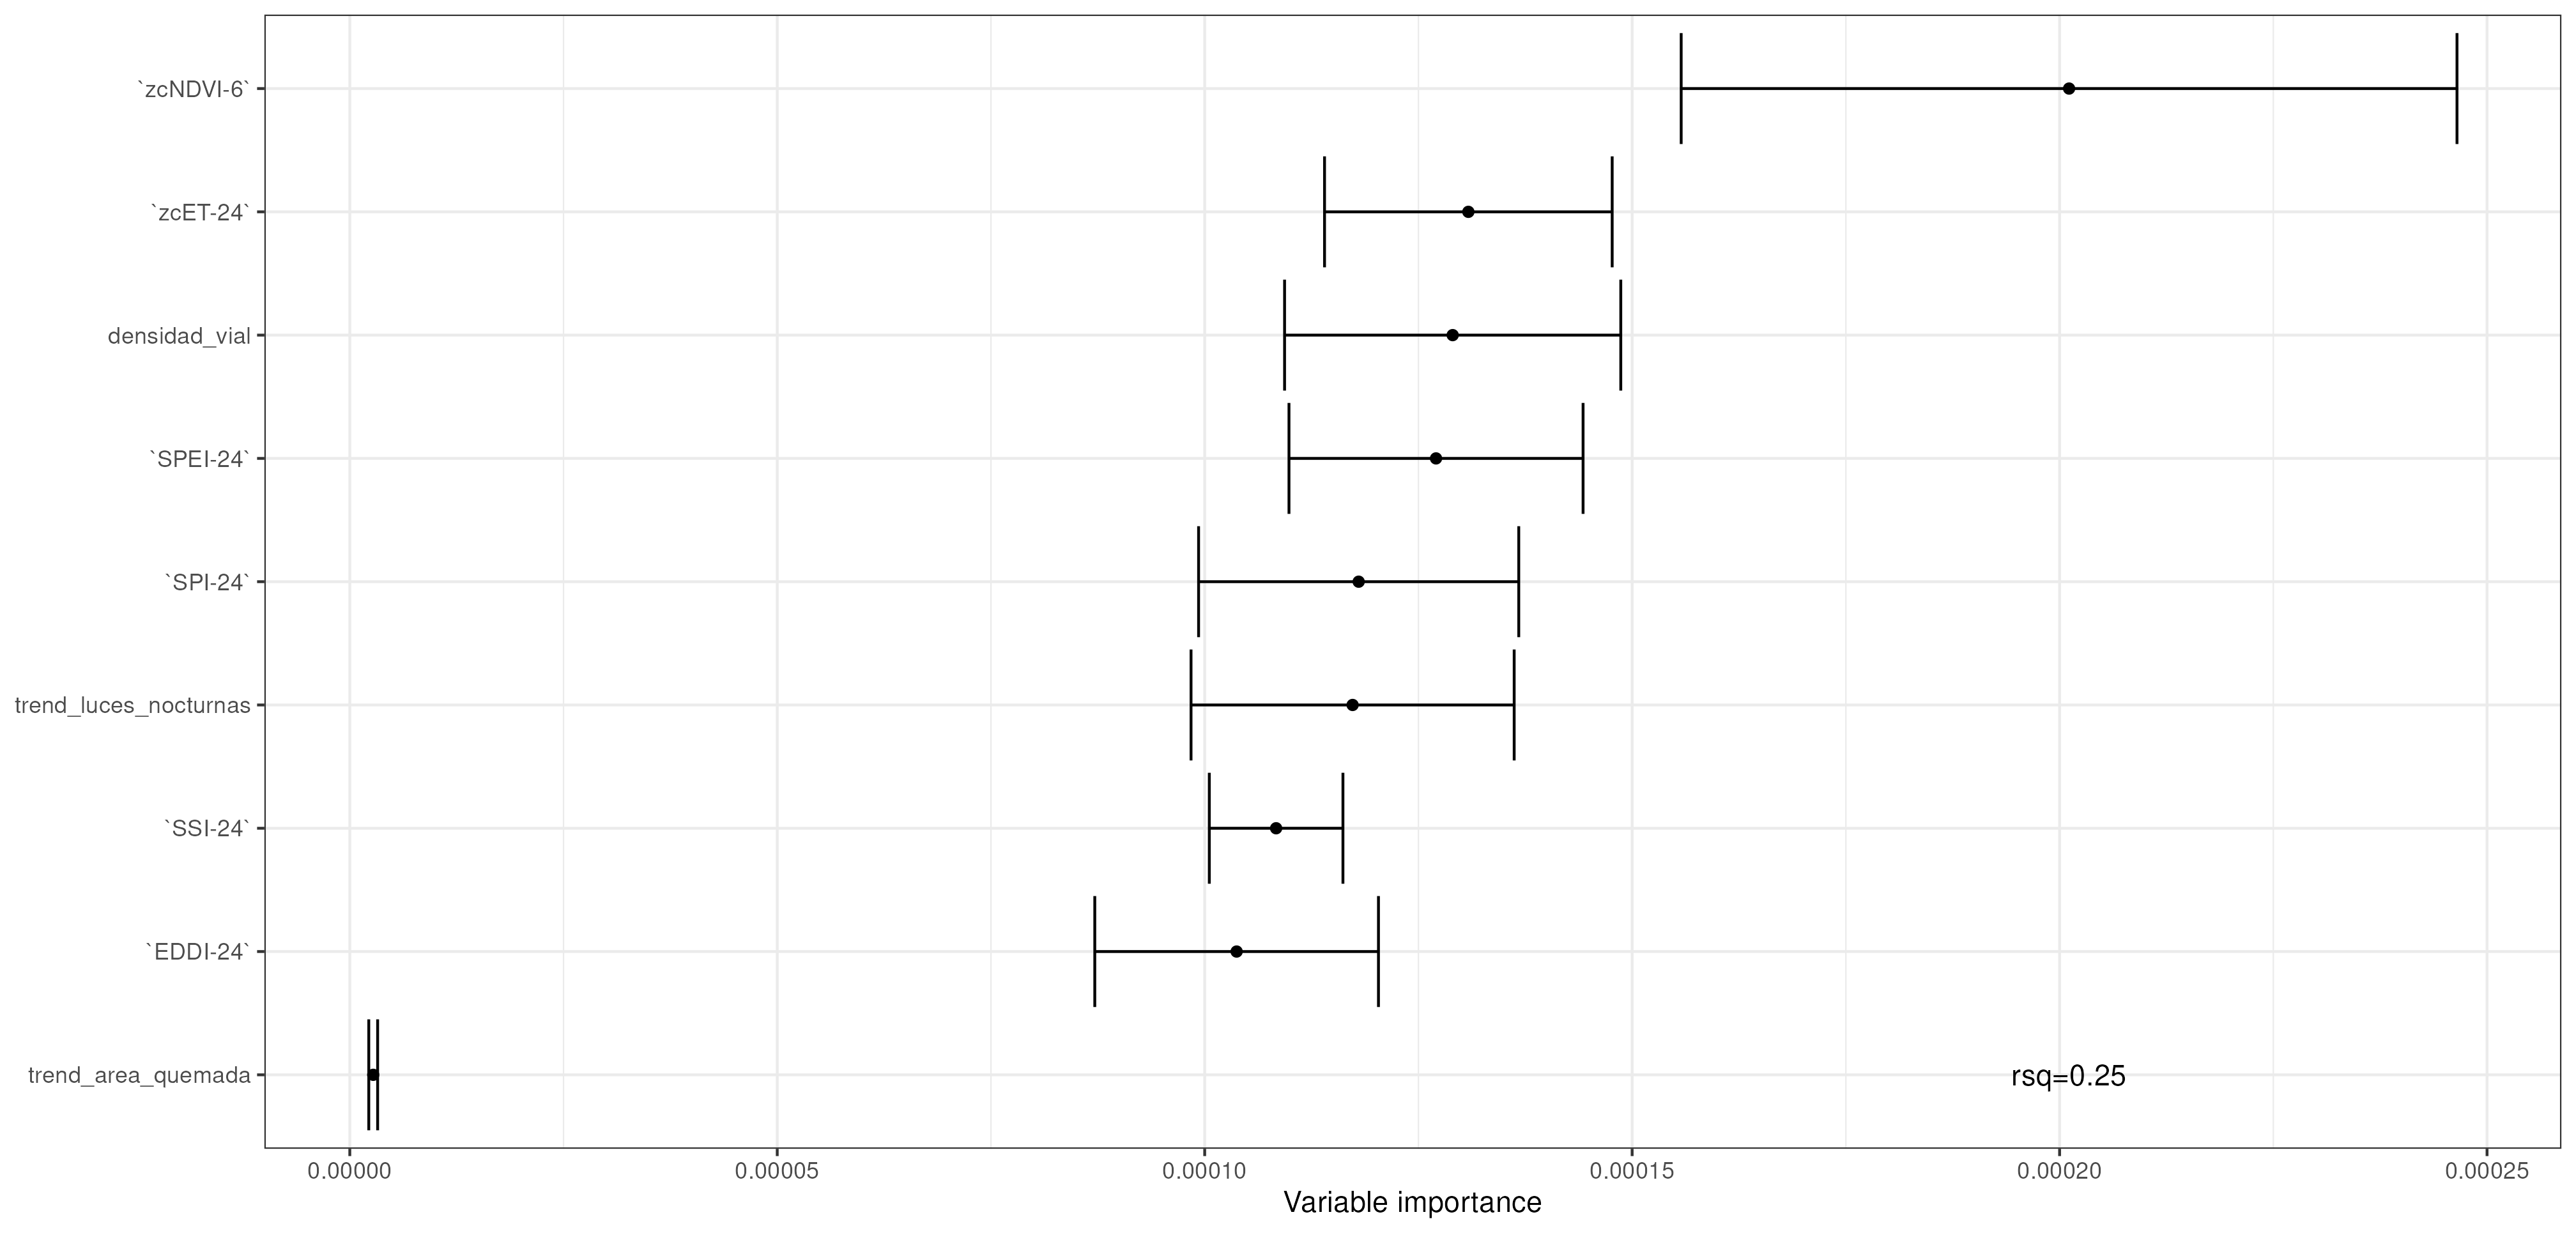 `zcNDVI-6`
`zcET-24`
densidad_vial
`SPEI-24`
`SPI-24`
trend_luces_nocturnas
`SSI-24`
`EDDI-24`
trend_area_quemada
rsq=0.25
0.00000 0.00005 0.00010 0.00015 0.00020 0.00025
Variable importance